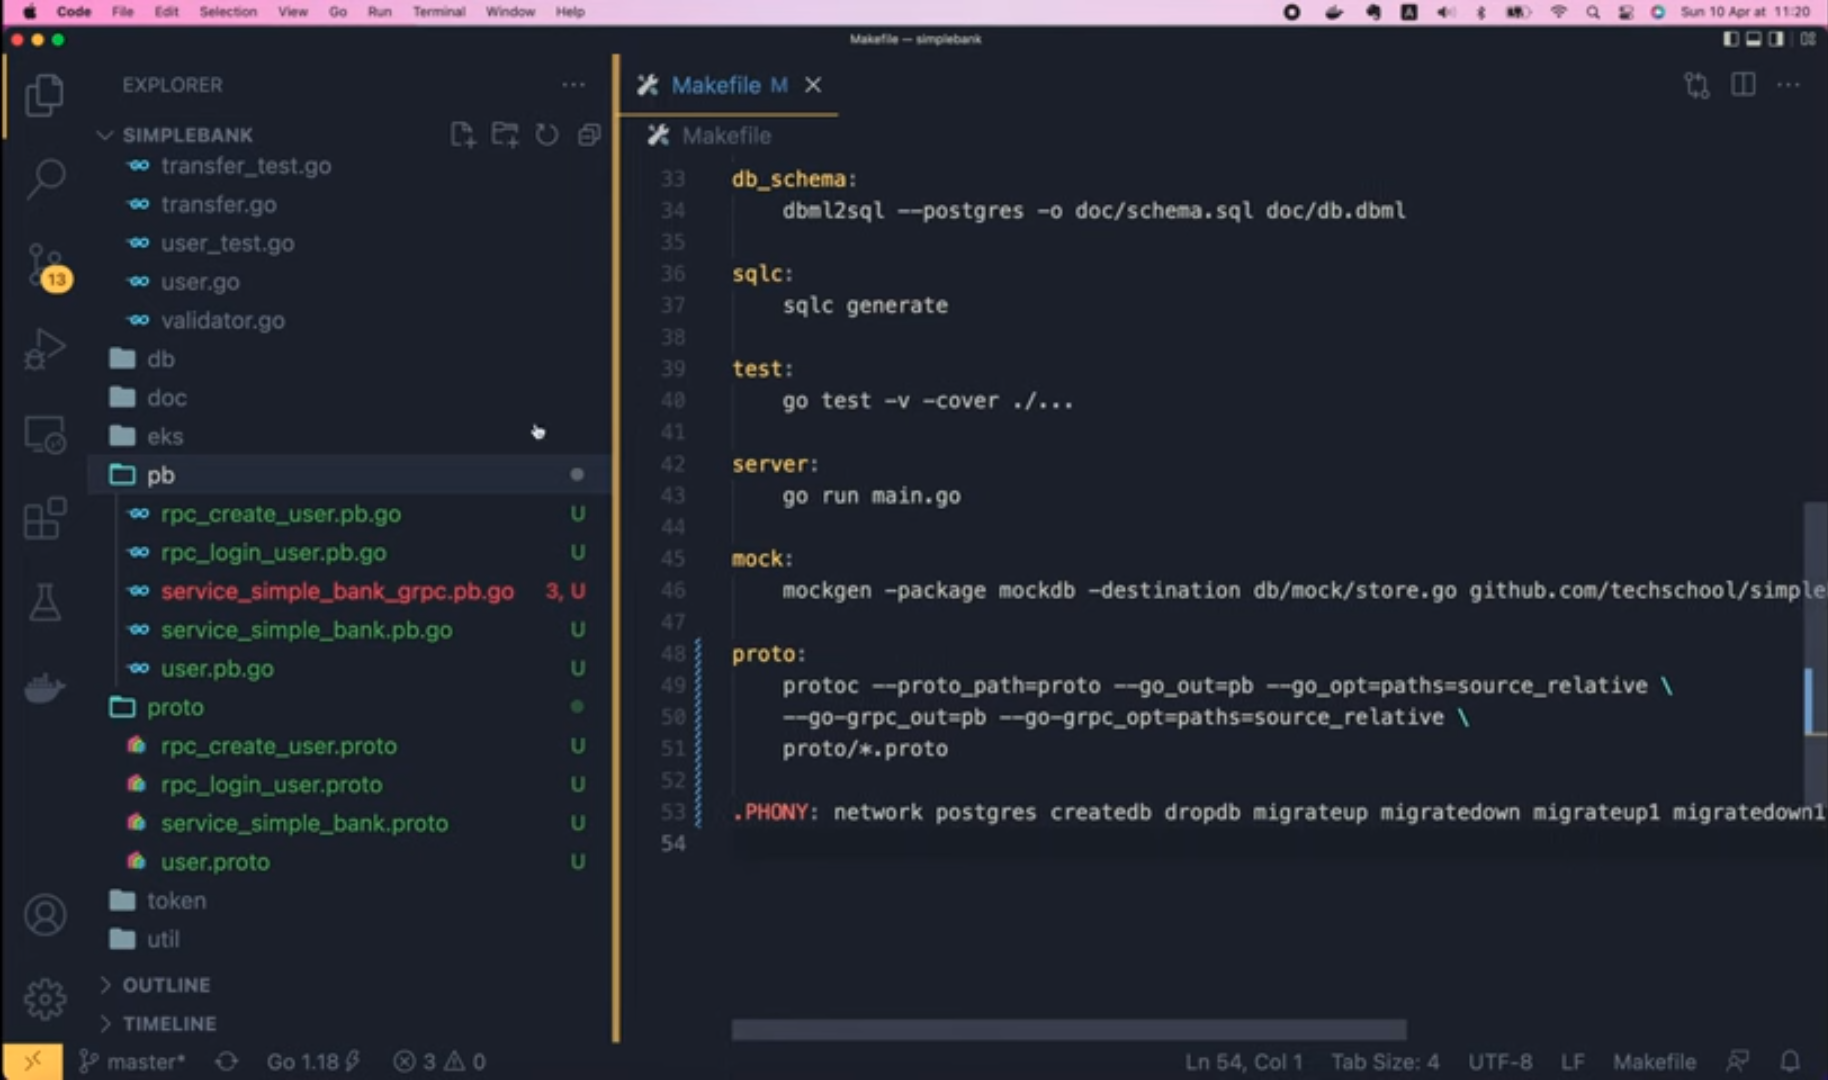 Code File Edit Selection View Go Run Terminal Window Help
Sun 10 Apr at 11:20
Makefile — simplebank
EXPLORER
SIMPLEBANK
transfer_test.go
transfer.go
user_test.go
user.go
validator.go
db
doc
eks
pb
rpc_create_user.pb.go U
rpc_login_user.pb.go U
service_simple_bank_grpc.pb.go 3, U
service_simple_bank.pb.go U
user.pb.go U
proto
rpc_create_user.proto U
rpc_login_user.proto U
service_simple_bank.proto U
user.proto U
token
util
OUTLINE
TIMELINE
13
Makefile M
Makefile
33 db_schema:
34 dbml2sql --postgres -o doc/schema.sql doc/db.dbml
35
36 sqlc:
37 sqlc generate
38
39 test:
40 go test -v -cover ./...
41
42 server:
43 go run main.go
44
45 mock:
46 mockgen -package mockdb -destination db/mock/store.go github.com/techschool/simple
47
48 proto:
49 protoc --proto_path=proto --go_out=pb --go_opt=paths=source_relative \
50 --go-grpc_out=pb --go-grpc_opt=paths=source_relative \
51 proto/*.proto
52
53 .PHONY: network postgres createdb dropdb migrateup migratedown migrateup1 migratedown1
54
master* Go 1.18 3 0
Ln 54, Col 1 Tab Size: 4 UTF-8 LF Makefile